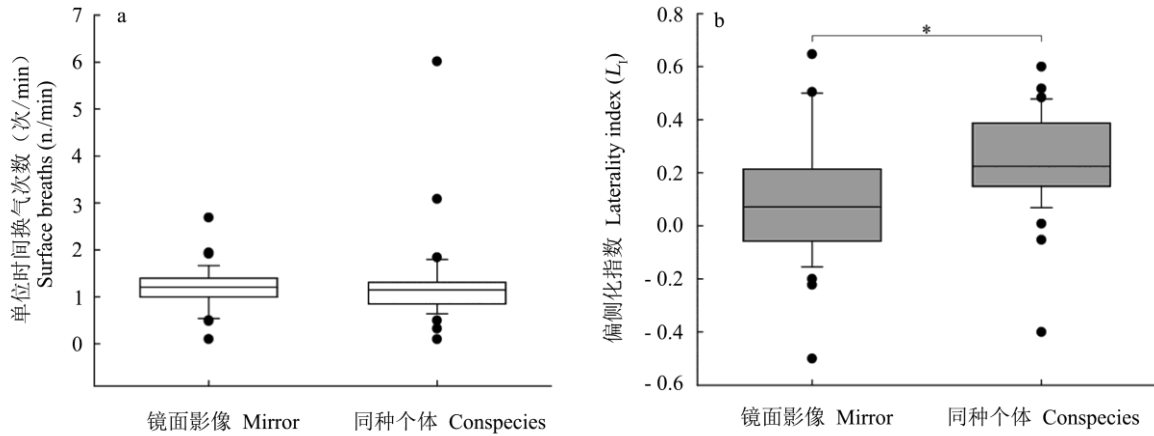 a
单位时间换气次数（次/min）
Surface breaths (n./min)
7
6
5
4
3
2
1
0
镜面影像 Mirror
同种个体 Conspecies
b
*
偏侧化指数 Laterality index (L_I)
0.8
0.6
0.4
0.2
0.0
- 0.2
- 0.4
- 0.6
镜面影像 Mirror
同种个体 Conspecies